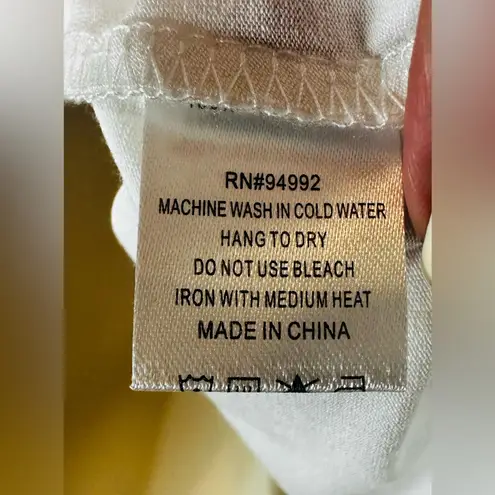 RN#94992
MACHINE WASH IN COLD WATER
HANG TO DRY
DO NOT USE BLEACH
IRON WITH MEDIUM HEAT
MADE IN CHINA